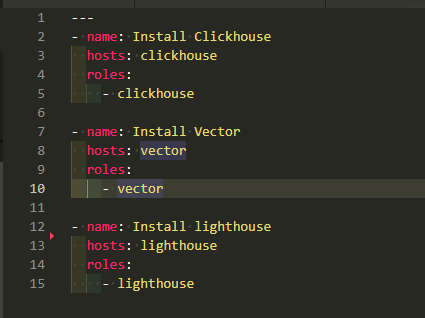 1 ---
2 - name: Install Clickhouse
3   hosts: clickhouse
4   roles:
5     - clickhouse
6
7 - name: Install Vector
8   hosts: vector
9   roles:
10     - vector
11
12 - name: Install lighthouse
13   hosts: lighthouse
14   roles:
15     - lighthouse